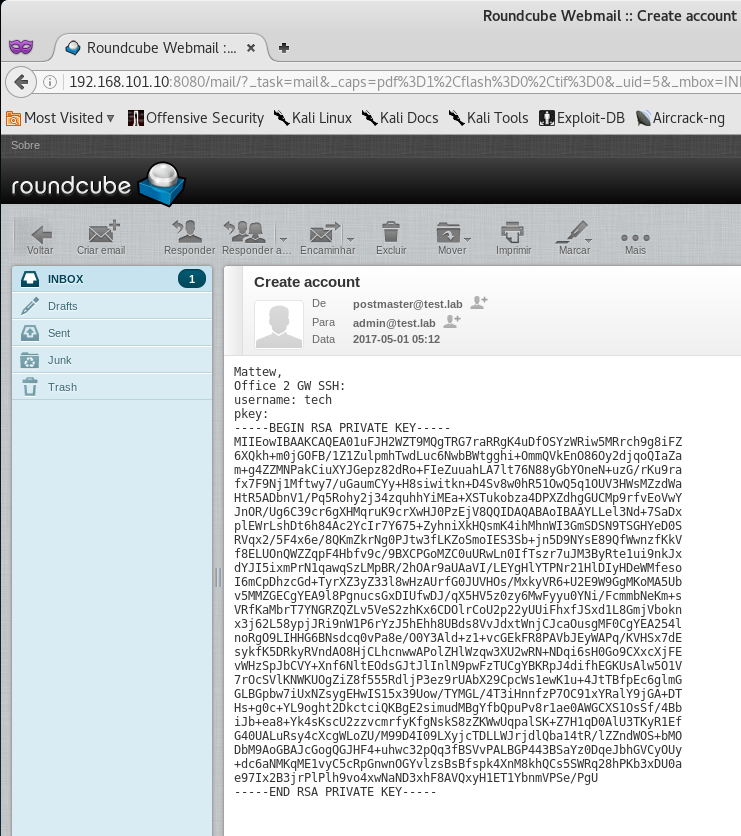 Roundcube Webmail :: Create account
Roundcube Webmail :...
192.168.101.10:8080/mail/?_task=mail&_caps=pdf%3D1%2Cflash%3D0%2Ctif%3D0&_uid=5&_mbox=INI
Most Visited
Offensive Security
Kali Linux
Kali Docs
Kali Tools
Exploit-DB
Aircrack-ng
Sobre
roundcube
Voltar
Criar email
Responder
Responder a...
Encaminhar
Excluir
Mover
Imprimir
Marcar
Mais
INBOX 1
Drafts
Sent
Junk
Trash
Create account
De postmaster@test.lab
Para admin@test.lab
Data 2017-05-01 05:12
Mattew,
Office 2 GW SSH:
username: tech
pkey:
-----BEGIN RSA PRIVATE KEY-----
MIIEowIBAAKCAQEA01uFJH2WZT9MQgTRG7raRRgK4uDfOSYzWRiw5MRrch9g8iFZ
6XQkh+m0jGOFB/1Z1ZulpmhTwdLuc6NwbBWtgghi+OmmQVkEnO86Oy2djqoQIaZa
m+g4ZZMNPakCiuXYJGepz82dRo+FIeZuuahLA7lt76N88yGbYOneN+uzG/rKu9ra
fx7F9Nj1Mftwy7/uGaumCYy+H8siwitkn+D4Sv8w0hR51OwQ5q1OUV3HWsMZzdWa
HtR5ADbnV1/Pq5Rohy2j34zquhhYiMEa+XSTukobza4DPXZdhgGUCMp9rfvEoVwY
JnOR/Ug6C39cr6gXHMqruK9crXwHJ0PzEjV8QQIDAQABAoIBAAYLLel3Nd+7SaDx
plEWrLshDt6h84Ac2YcIr7Y675+ZyhniXkHQsmK4ihMhnWI3GmSDSN9TSGHYeD0S
RVqx2/5F4x6e/8QKmZkrNg0PJtw3fLKZoSmoIES3Sb+jn5D9NYsE89QfWwnzfKkV
f8ELUOnQWZZqpF4Hbfv9c/9BXCPGoMZC0uURwLn0IfTszr7uJM3ByRte1ui9nkJx
dYJI5ixmPrN1qawqSzLMpBR/2hOAr9aUAaVI/LEYgHlYTPNr21HlDIyHDeWMfeso
I6mCpDhzcGd+TyrXZ3yZ33l8wHzAUrfG0JUVHOs/MxkyVR6+U2E9W9GgMKoMA5Ub
v5MMZGECgYEA9l8PgnucsGxDIUfwDJ/qX5HV5z0zy6MwFyyu0YNi/FcmmbNeKm+s
VRfKaMbrT7YNGRZQZLv5VeS2zhKx6CDOlrCoU2p22yUUiFhxfJSxd1L8GmjVbokn
x3j62L58ypjJRi9nW1P6rYzJ5hEhh8UBds8VvJdxtWnjCJcaOusgMF0CgYEA254l
noRgO9LIHHG6BNsdcq0vPa8e/O0Y3Ald+z1+vcGEkFR8PAVbJEyWAPq/KVHSx7dE
sykfK5DRkyRVndAO8HjCLhcnwwAPolZHlWzqw3XU2wRN+NDqi6sH0Go9CXxcXjFE
vWHzSpJbCVY+Xnf6NltEOdsGJtJlInlN9pwFzTUCgYBKRpJ4difhEGKUsAlw5O1V
7rOcSVlKNWKUOgZiZ8f555RdljP3ez9rUAbX29CpcWs1ewK1u+4JtTBfpEc6glmG
GLBGpbw7iUxNZsygEHwIS15x39Uow/TYMGL/4T3iHnnfzP7OC91xYRalY9jGA+DT
Hs+g0c+YL9oght2DkctciQKBgE2simudMBgYfbQpuPv8r1ae0AWGCXS1OsSf/4Bb
iJb+ea8+Yk4sKscU2zzvcmrfyKfgNskS8zZKWwUqpalSK+Z7H1qD0AlU3TKyR1Ef
G40UALuRsy4cXcgWLoZU/M99D4I09LXyjcTDLLWJrjdlQba14tR/lZZndWOS+bMO
DbM9AoGBAJcGogQGJHF4+uhwc32pQq3fBSVvPALBGP443BSaYz0DqeJbhGVCyOUy
+dc6aNMKqME1vyC5cRpGnwnOGYvlzsBsBfspk4XnM8khQCs5SWRq28hPKb3xDU0a
e97Ix2B3jrPlPlh9vo4xwNaND3xhF8AVQxyH1ET1YbnmVPSe/PgU
-----END RSA PRIVATE KEY-----